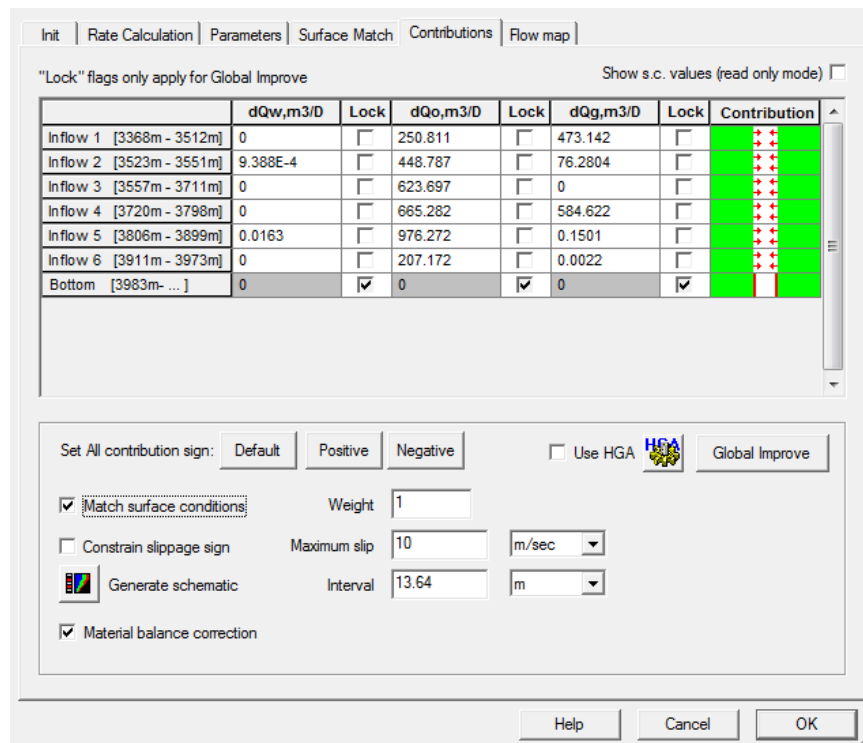 Init Rate Calculation Parameters Surface Match Contributions Flow map
"Lock" flags only apply for Global Improve Show s.c. values (read only mode)
dQw,m3/D Lock dQo,m3/D Lock dQg,m3/D Lock Contribution
Inflow 1 [3368m - 3512m] 0 250.811 473.142
Inflow 2 [3523m - 3551m] 9.388E-4 448.787 76.2804
Inflow 3 [3557m - 3711m] 0 623.697 0
Inflow 4 [3720m - 3798m] 0 665.282 584.622
Inflow 5 [3806m - 3899m] 0.0163 976.272 0.1501
Inflow 6 [3911m - 3973m] 0 207.172 0.0022
Bottom [3983m- ... ] 0 0 0
Set All contribution sign: Default Positive Negative Use HGA HGA Global Improve
Match surface conditions Weight 1
Constrain slippage sign Maximum slip 10 m/sec
Generate schematic Interval 13.64 m
Material balance correction
Help Cancel OK